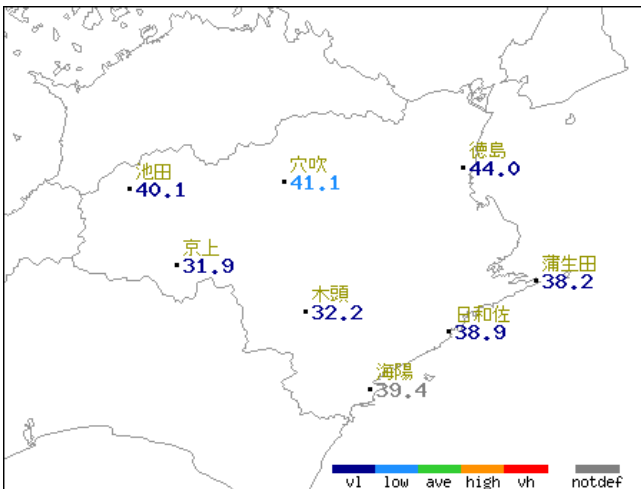 徳島
44.0
池田
40.1
穴吹
41.1
京上
31.9
蒲生田
38.2
木頭
32.2
日和佐
38.9
海陽
39.4
vl low ave high vh notdef